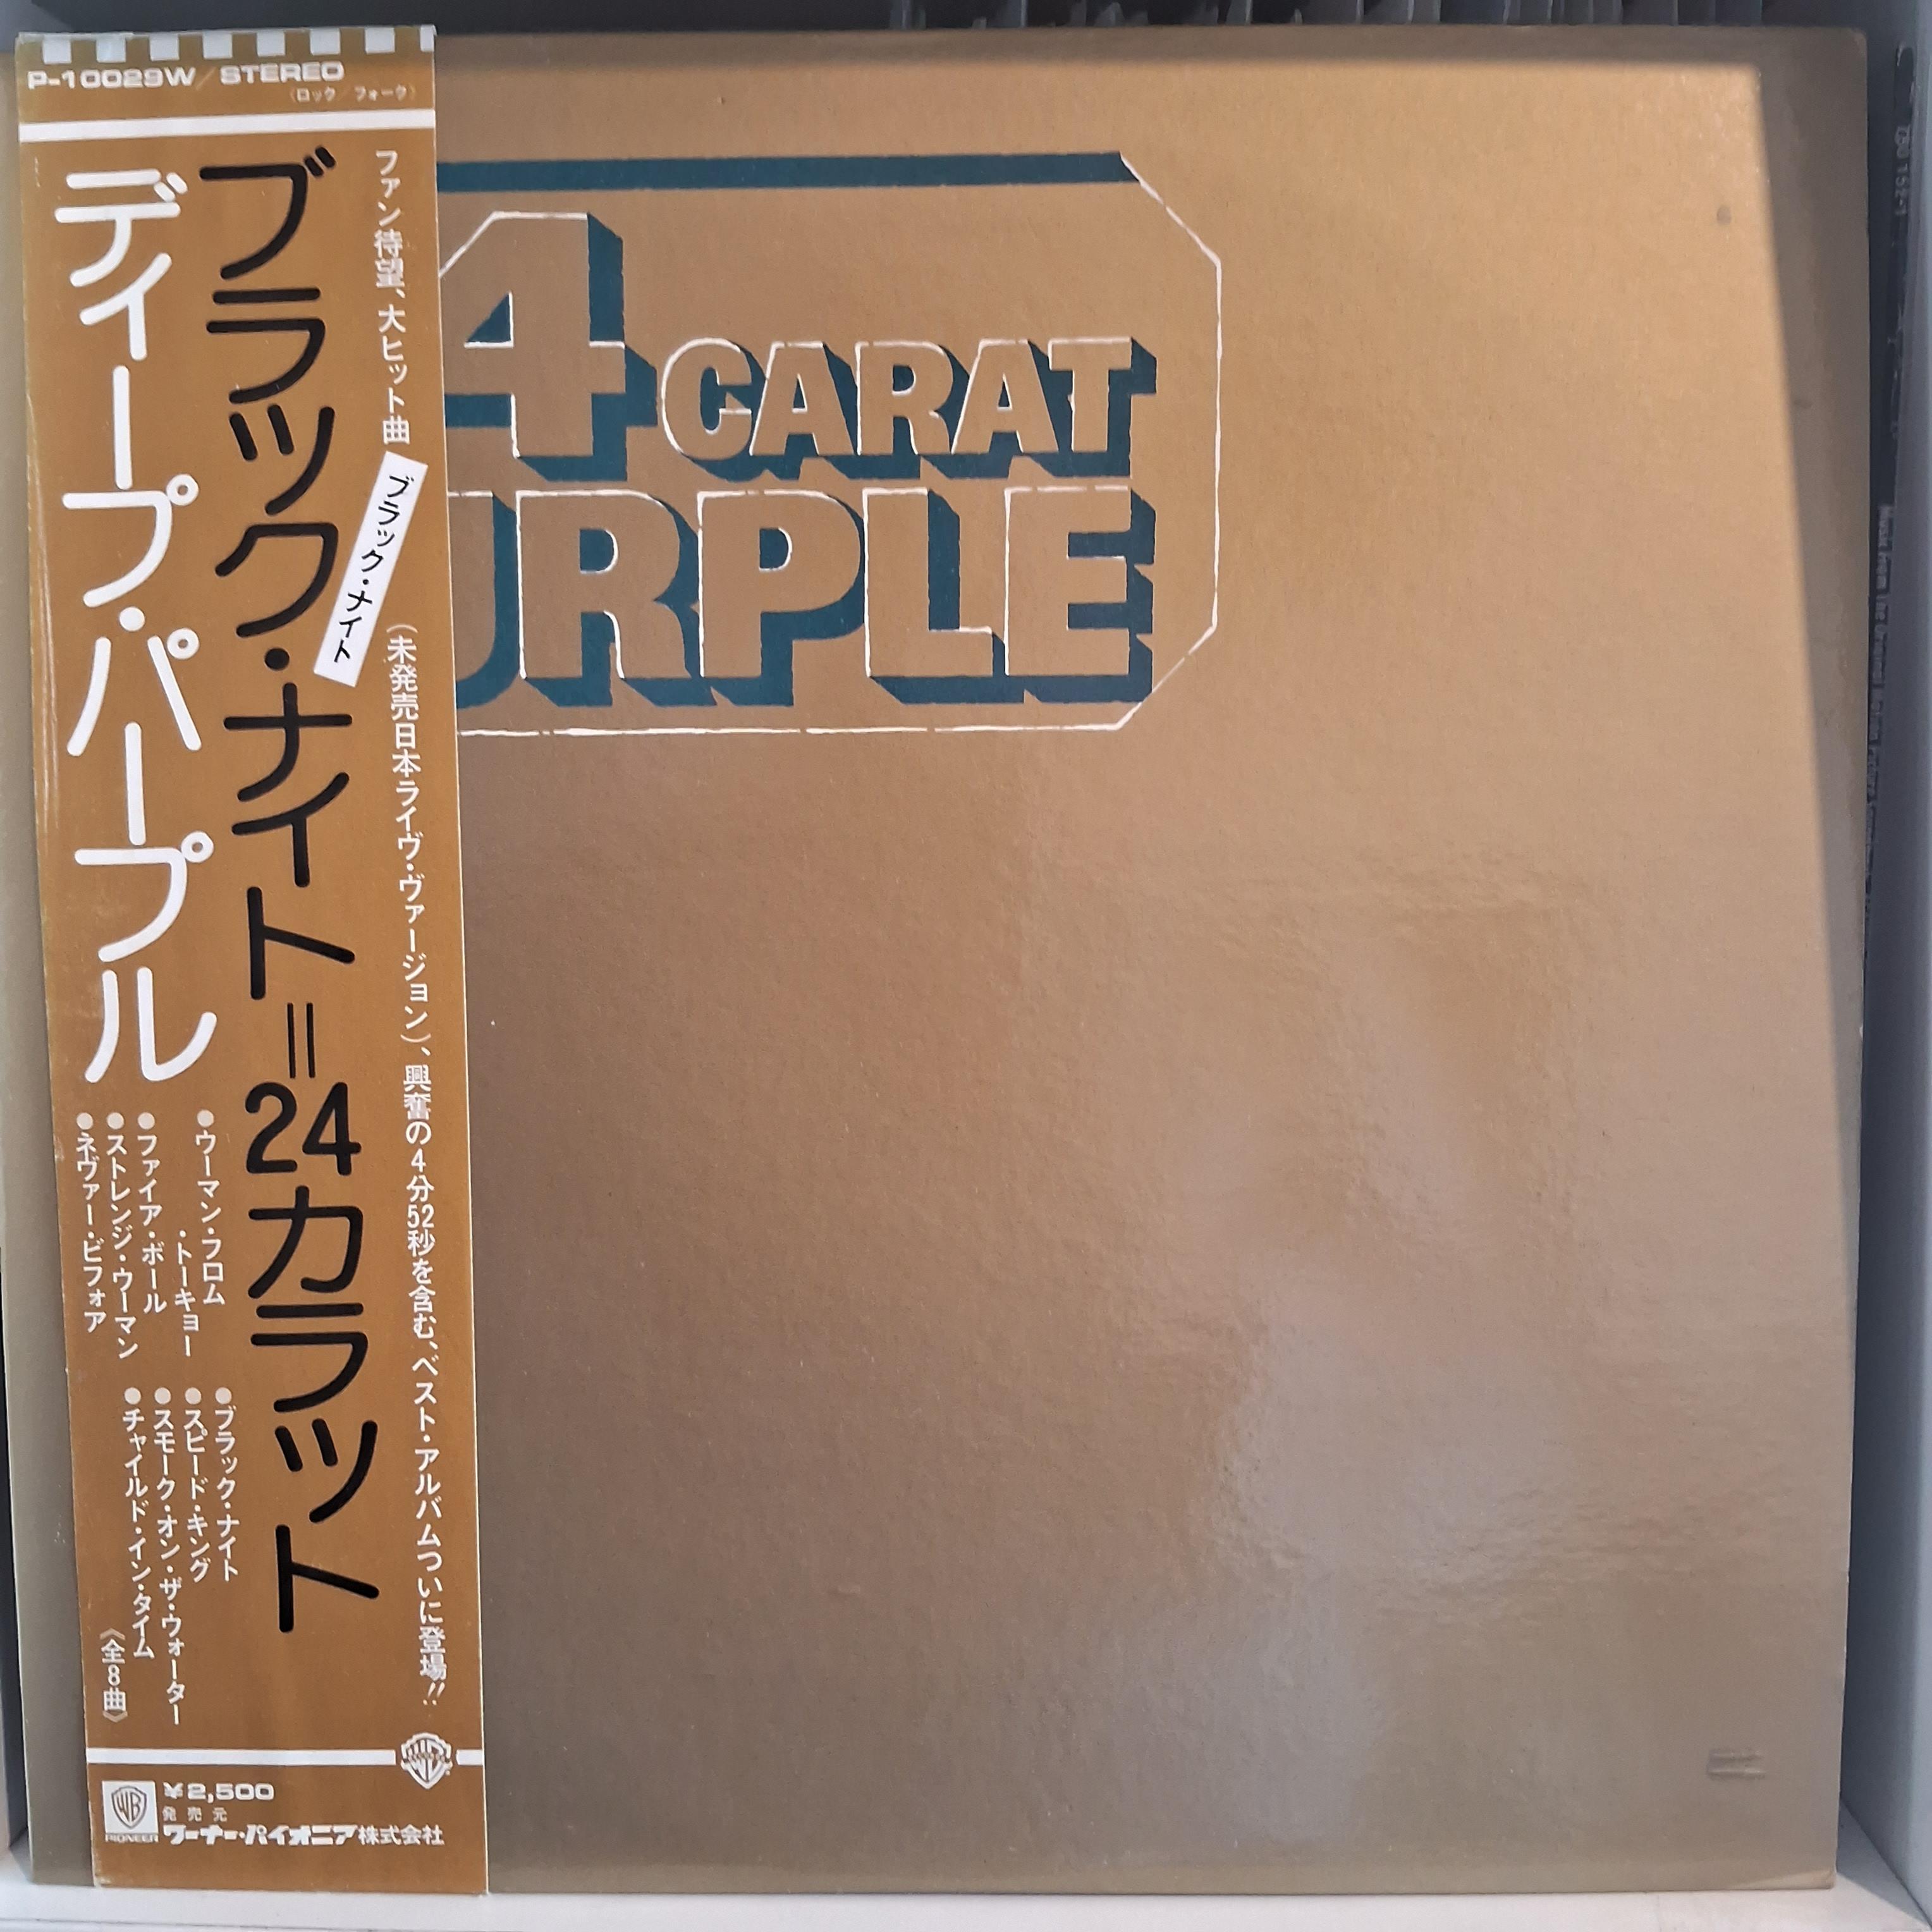 P-10029W/STEREO
(ロック/フォーク)
ファン待望、大ヒット曲
ブラック・ナイト
(未発売日本ライヴ・ヴァージョン)、興奮の4分52秒を含む、ベスト・アルバムついに登場!!
ブラック・ナイト=24カラット
ディープ・パープル
●ウーマン・フロム
・トーキョー
●ファイア・ボール
●ストレンジ・ウーマン
●ネヴァー・ビフォア
●ブラック・ナイト
●スピード・キング
●スモーク・オン・ザ・ウォーター
●チャイルド・イン・タイム
《全8曲》
WB
PIONEER
¥2,500
発売元
ワーナー・パイオニア株式会社
4 CARAT
URPLE